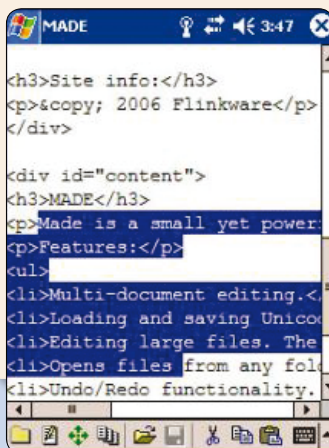 MADE 3:47
<h3>Site info:</h3>
<p>&copy; 2006 Flinkware</p>
</div>
<div id="content">
<h3>MADE</h3>
<p>Made is a small yet power
<p>Features:</p>
<ul>
<li>Multi-document editing.</
<li>Loading and saving Unico
<li>Editing large files. The
<li>Opens files from any fol
<li>Undo/Redo functionality.